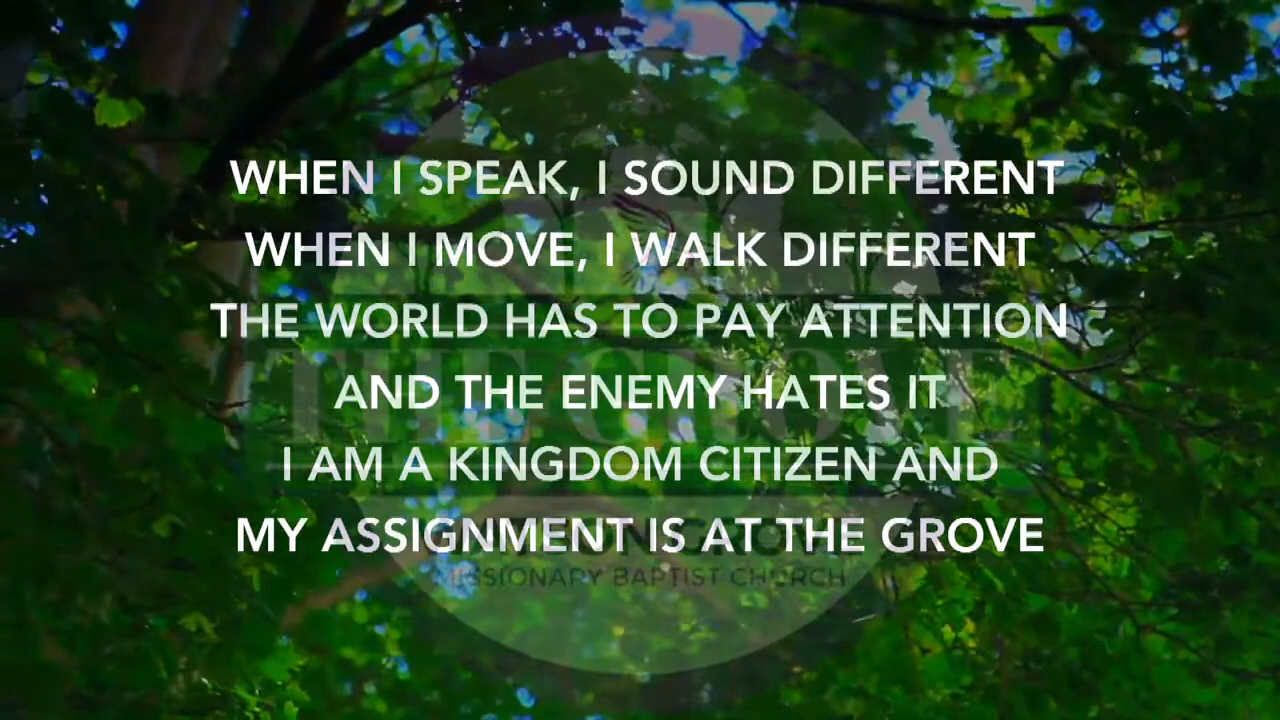 WHEN I SPEAK, I SOUND DIFFERENT
WHEN I MOVE, I WALK DIFFERENT
THE WORLD HAS TO PAY ATTENTION
AND THE ENEMY HATES IT
I AM A KINGDOM CITIZEN AND
MY ASSIGNMENT IS AT THE GROVE
THE GROVE
MISSIONARY BAPTIST CHURCH